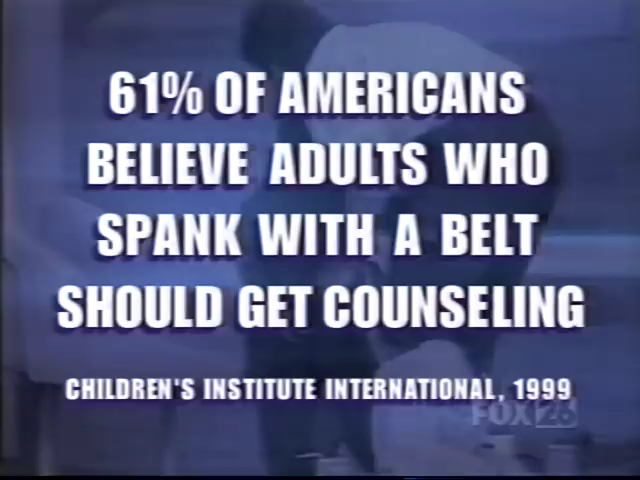 61% OF AMERICANS
BELIEVE ADULTS WHO
SPANK WITH A BELT
SHOULD GET COUNSELING
CHILDREN'S INSTITUTE INTERNATIONAL, 1999
FOX 26